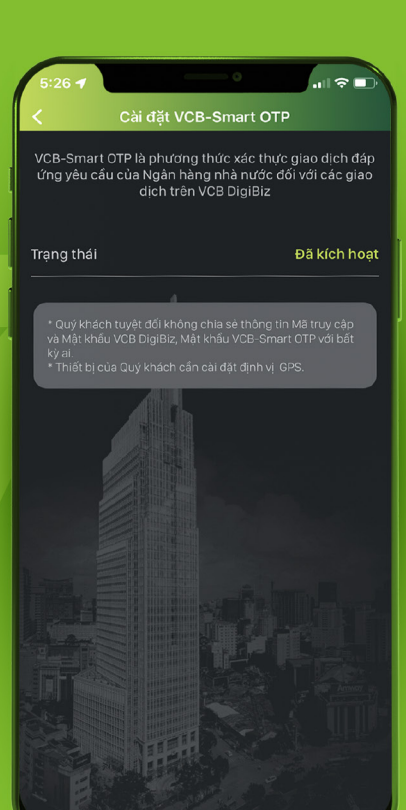 5:26
Cài đặt VCB-Smart OTP
VCB-Smart OTP là phương thức xác thực giao dịch đáp
ứng yêu cầu của Ngân hàng nhà nước đối với các giao
dịch trên VCB DigiBiz
Trạng thái Đã kích hoạt
* Quý khách tuyệt đối không chia sẻ thông tin Mã truy cập
và Mật khẩu VCB DigiBiz, Mật khẩu VCB-Smart OTP với bất
kỳ ai.
* Thiết bị của Quý khách cần cài đặt định vị GPS.